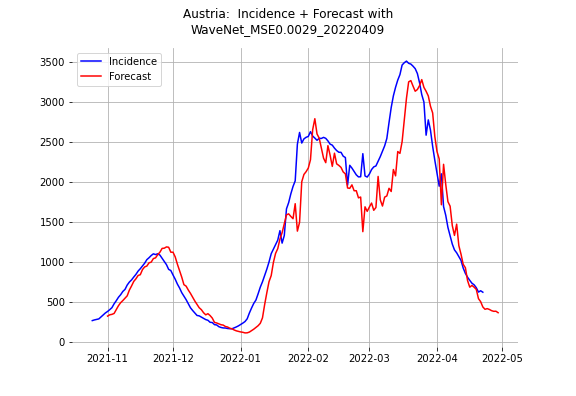 Austria:  Incidence + Forecast with
WaveNet_MSE0.0029_20220409
Incidence
Forecast
3500
3000
2500
2000
1500
1000
500
0
2021-11 2021-12 2022-01 2022-02 2022-03 2022-04 2022-05